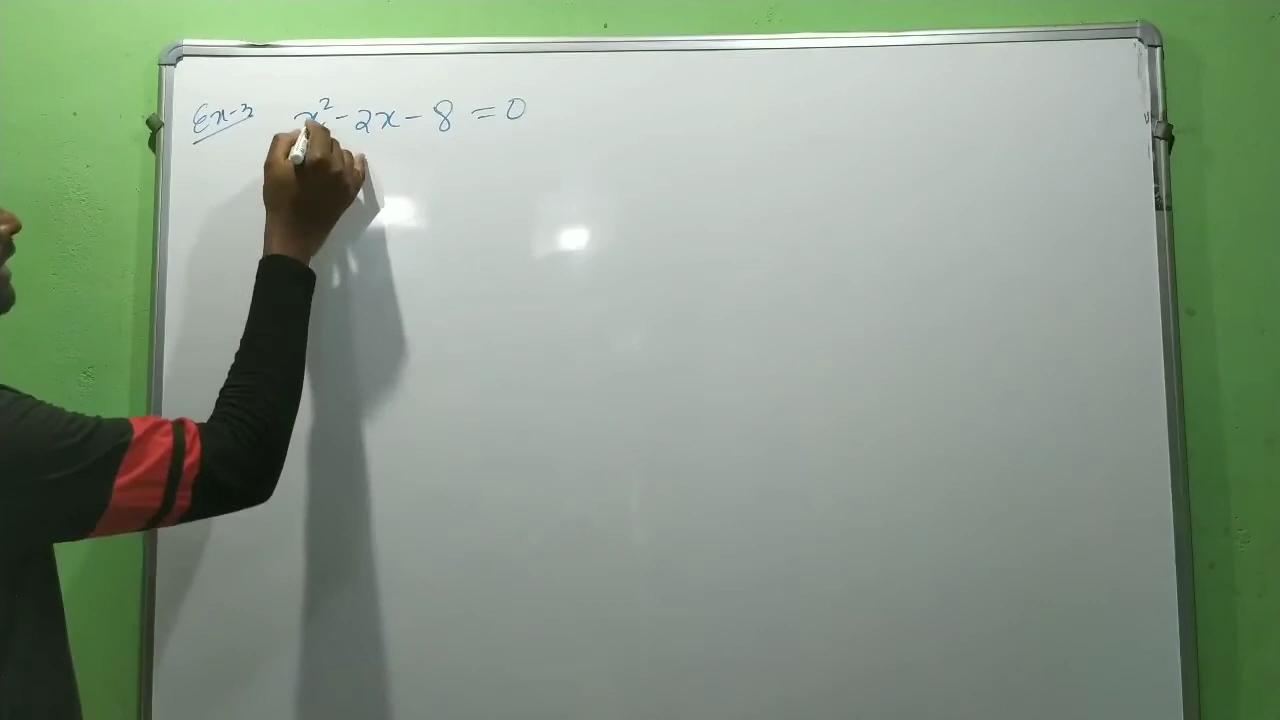 Ex-3 x² - 2x - 8 = 0